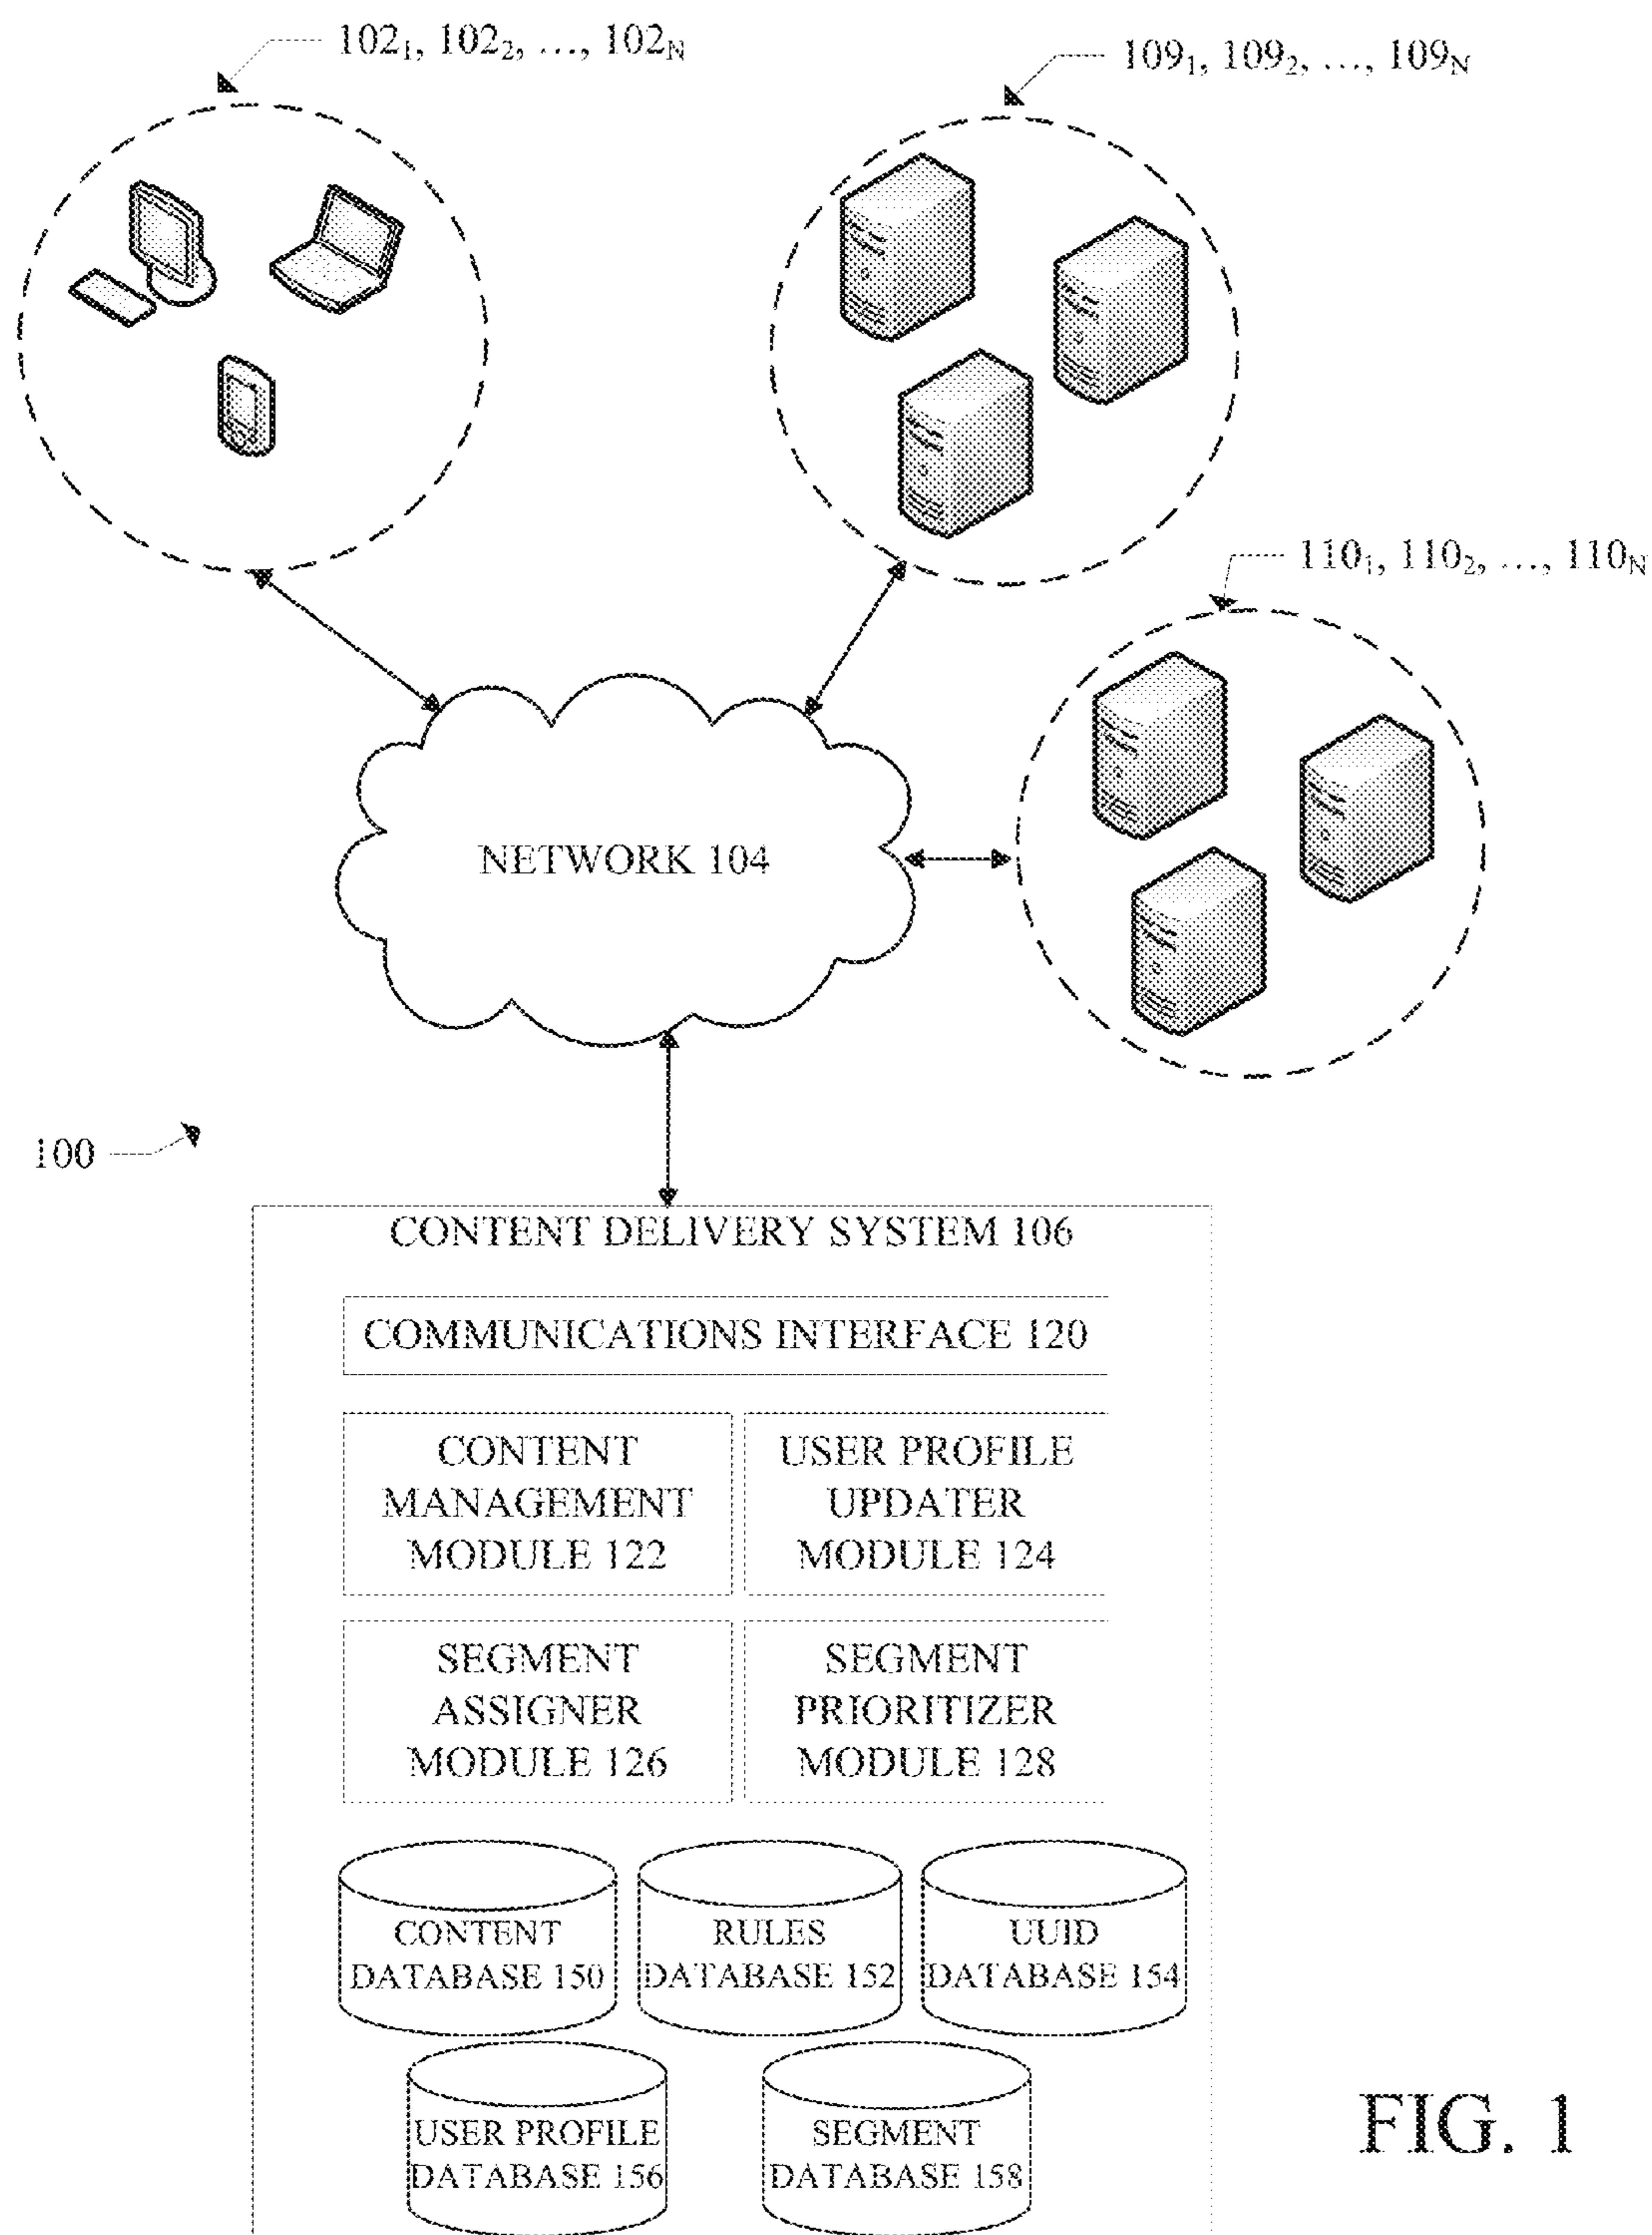 102₁, 102₂, ..., 102N
109₁, 109₂, ..., 109N
110₁, 110₂, ..., 110N
NETWORK 104
100
CONTENT DELIVERY SYSTEM 106
COMMUNICATIONS INTERFACE 120
CONTENT
MANAGEMENT
MODULE 122
USER PROFILE
UPDATER
MODULE 124
SEGMENT
ASSIGNER
MODULE 126
SEGMENT
PRIORITIZER
MODULE 128
CONTENT
DATABASE 150
RULES
DATABASE 152
UUID
DATABASE 154
USER PROFILE
DATABASE 156
SEGMENT
DATABASE 158
FIG. 1